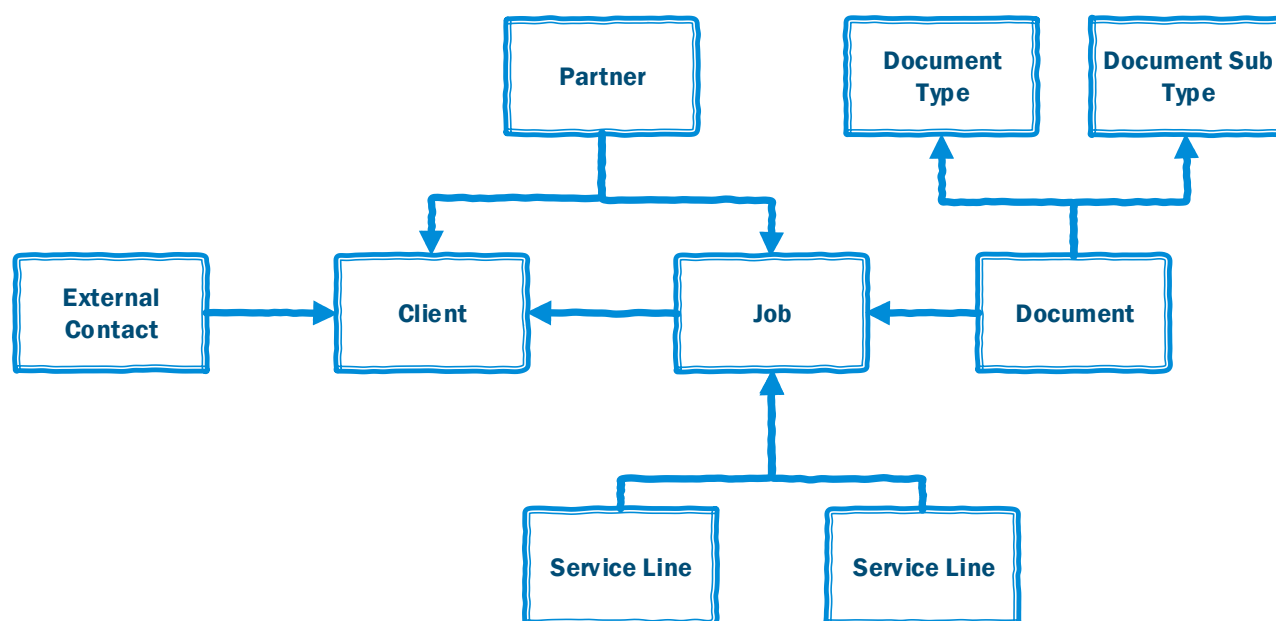 Partner
Document
Type
Document Sub
Type
External
Contact
Client
Job
Document
Service Line
Service Line